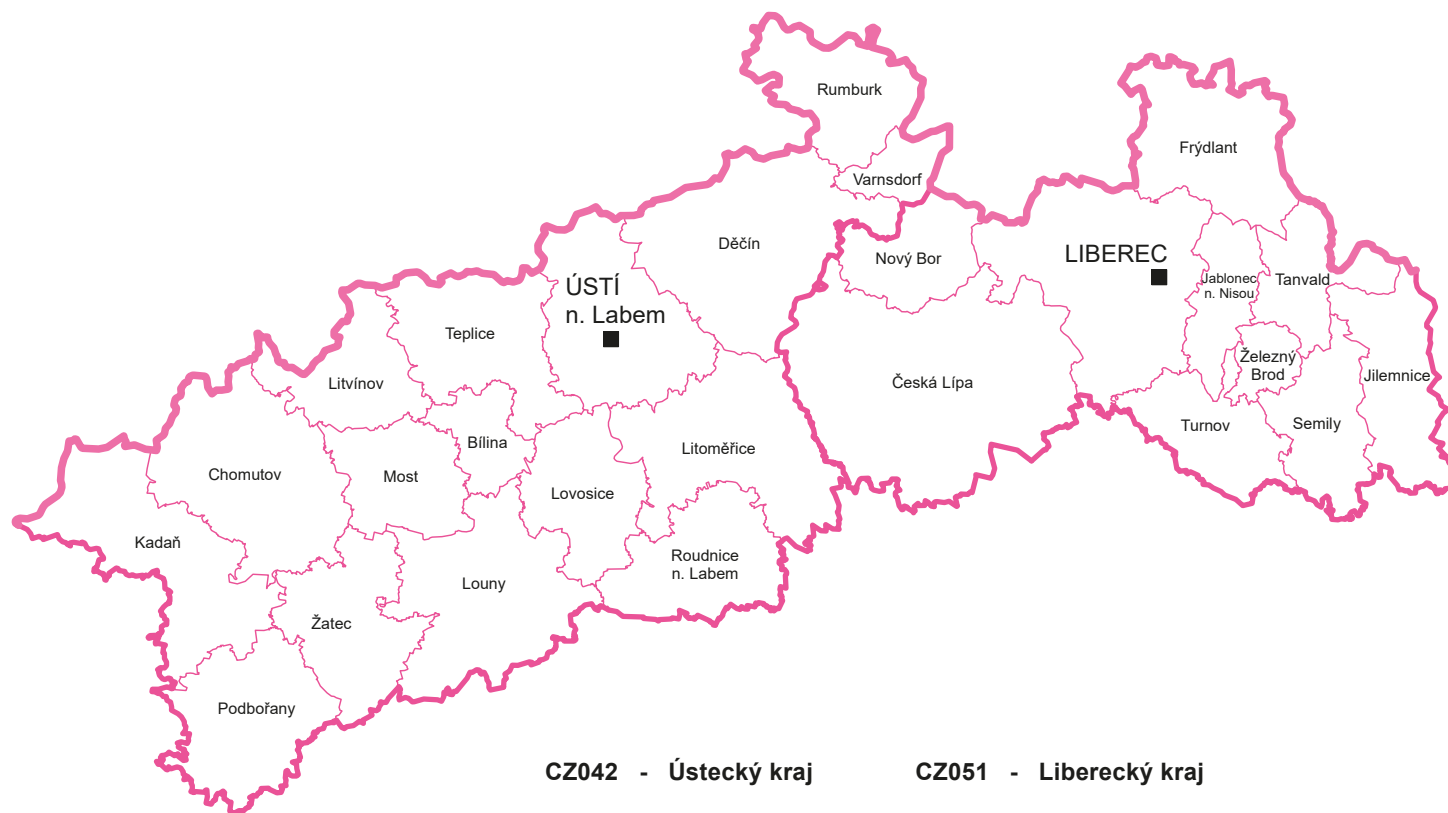 Rumburk
Frýdlant
Varnsdorf
Děčín
Nový Bor
LIBEREC
ÚSTÍ
n. Labem
Jablonec
n. Nisou
Tanvald
Teplice
Litvínov
Česká Lípa
Železný
Brod
Jilemnice
Turnov
Semily
Bílina
Litoměřice
Chomutov
Most
Lovosice
Kadaň
Roudnice
n. Labem
Louny
Žatec
Podbořany
CZ042 - Ústecký kraj
CZ051 - Liberecký kraj